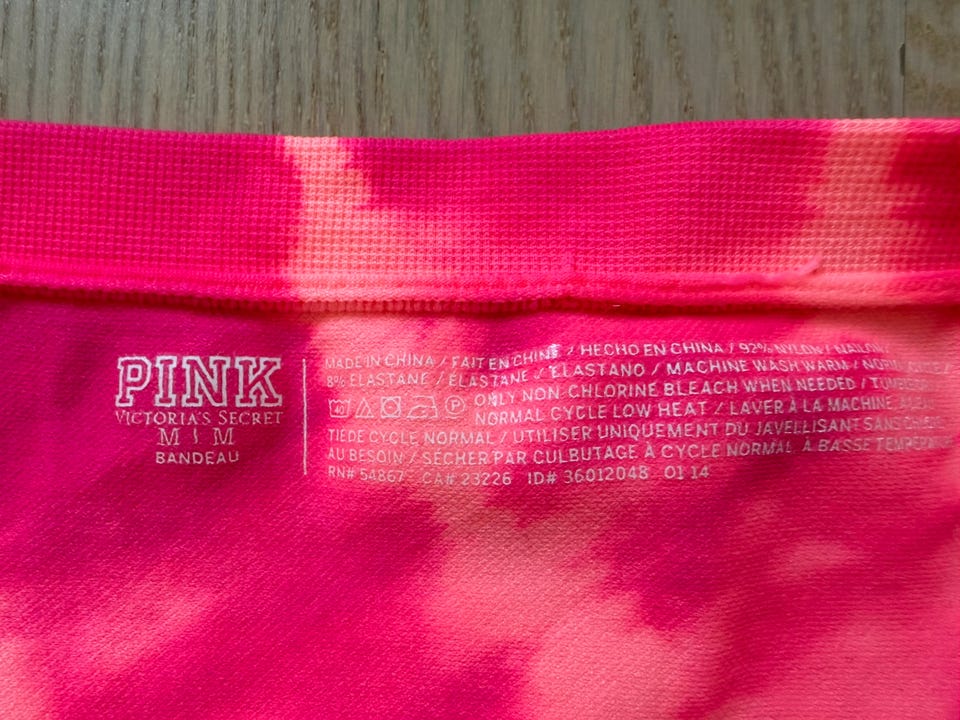 PINK
VICTORIA'S SECRET
M | M
BANDEAU
MADE IN CHINA / FAIT EN CHINE / HECHO EN CHINA / 92% NYLON / NAILON
8% ELASTANE / ÉLASTANE / ELASTANO / MACHINE WASH WARM /
ONLY NON CHLORINE BLEACH WHEN NEEDED / TUMBLE
NORMAL CYCLE LOW HEAT / LAVER À LA MACHINE
TIEDE CYCLE NORMAL / UTILISER UNIQUEMENT DU JAVELLISANT SANS
AU BESOIN / SÉCHER PAR CULBUTAGE À CYCLE NORMAL, À BASSE
RN# 54867 CA# 23226 ID# 36012048 01 14